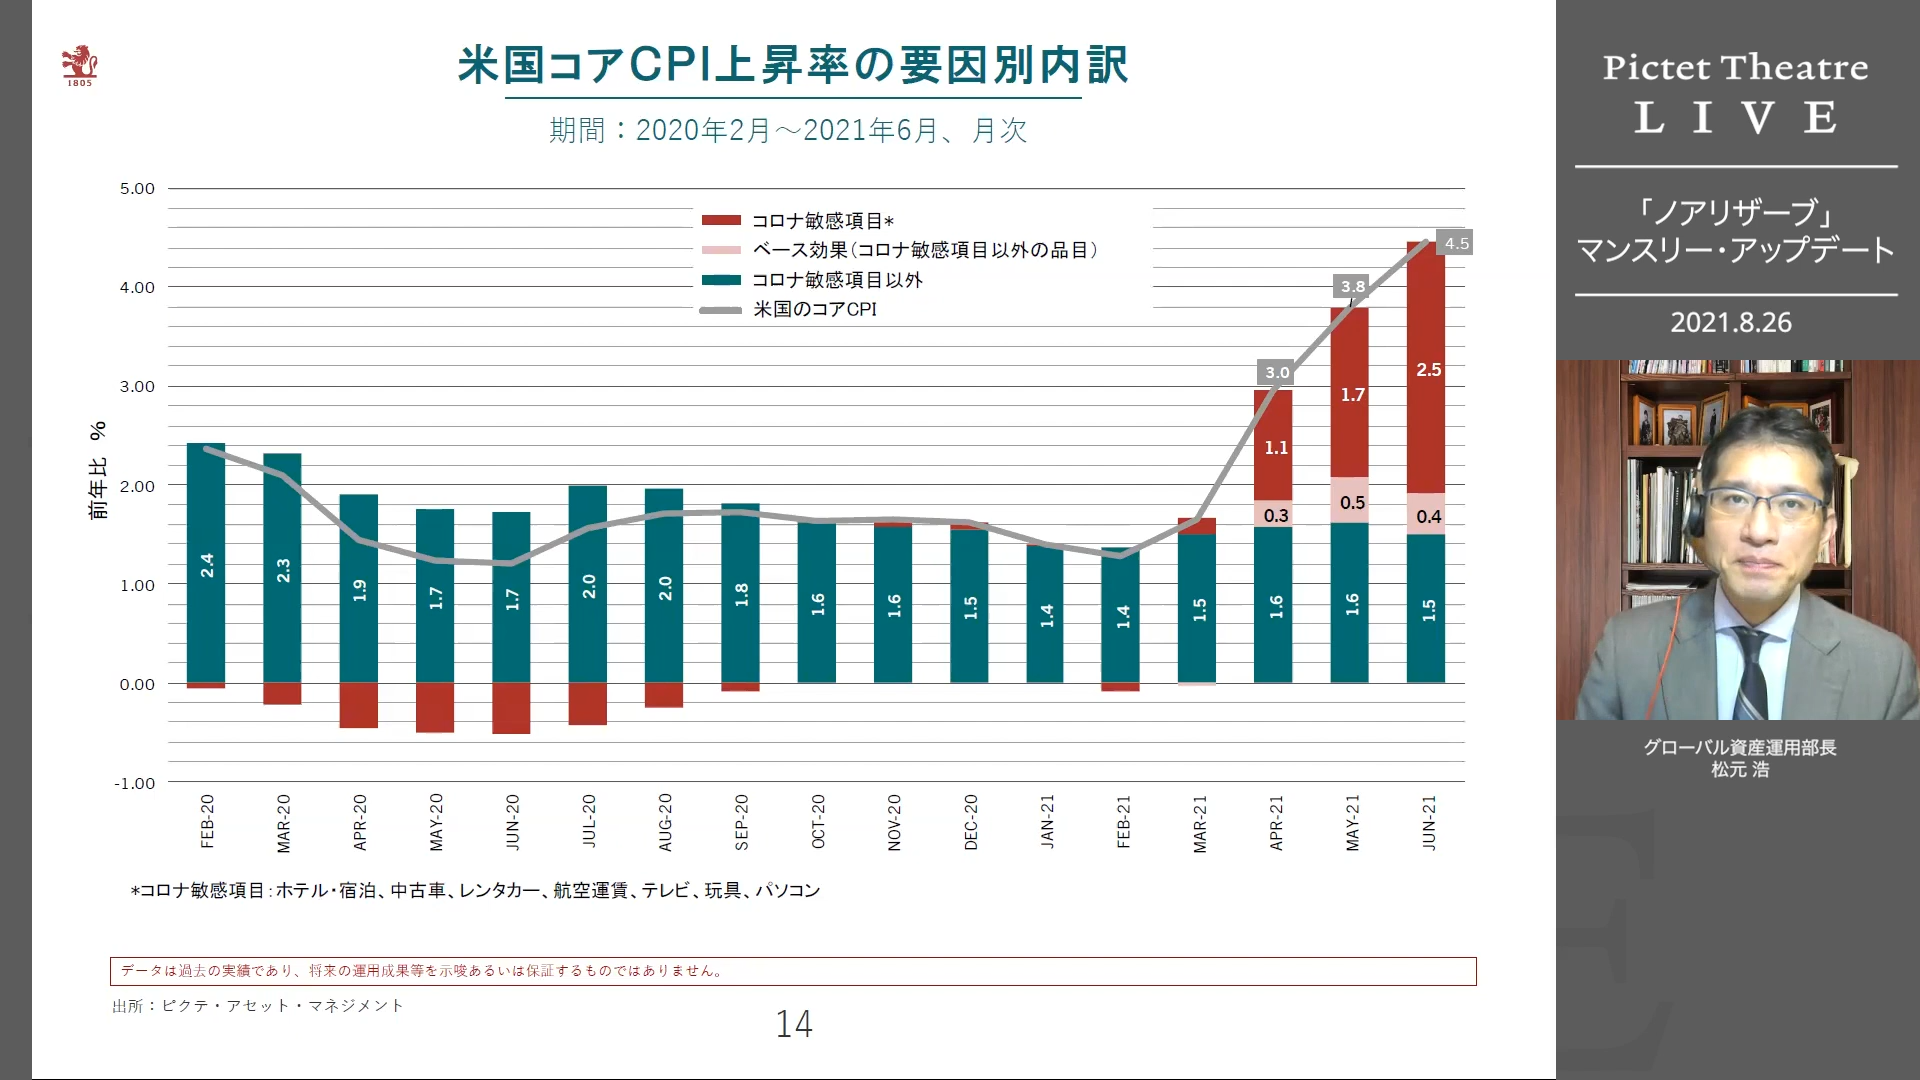 1805
米国コアCPI上昇率の要因別内訳
期間：2020年2月～2021年6月、月次
コロナ敏感項目*
ベース効果（コロナ敏感項目以外の品目）
コロナ敏感項目以外
米国のコアCPI
前年比 %
5.00
4.00
3.00
2.00
1.00
0.00
-1.00
2.4
2.3
1.9
1.7
1.7
2.0
2.0
1.8
1.6
1.6
1.5
1.4
1.4
1.5
3.0
1.1
0.3
1.6
3.8
1.7
0.5
1.6
4.5
2.5
0.4
1.5
FEB-20
MAR-20
APR-20
MAY-20
JUN-20
JUL-20
AUG-20
SEP-20
OCT-20
NOV-20
DEC-20
JAN-21
FEB-21
MAR-21
APR-21
MAY-21
JUN-21
*コロナ敏感項目：ホテル・宿泊、中古車、レンタカー、航空運賃、テレビ、玩具、パソコン
データは過去の実績であり、将来の運用成果等を示唆あるいは保証するものではありません。
出所：ピクテ・アセット・マネジメント
14
Pictet Theatre
LIVE
「ノアリザーブ」
マンスリー・アップデート
2021.8.26
グローバル資産運用部長
松元 浩